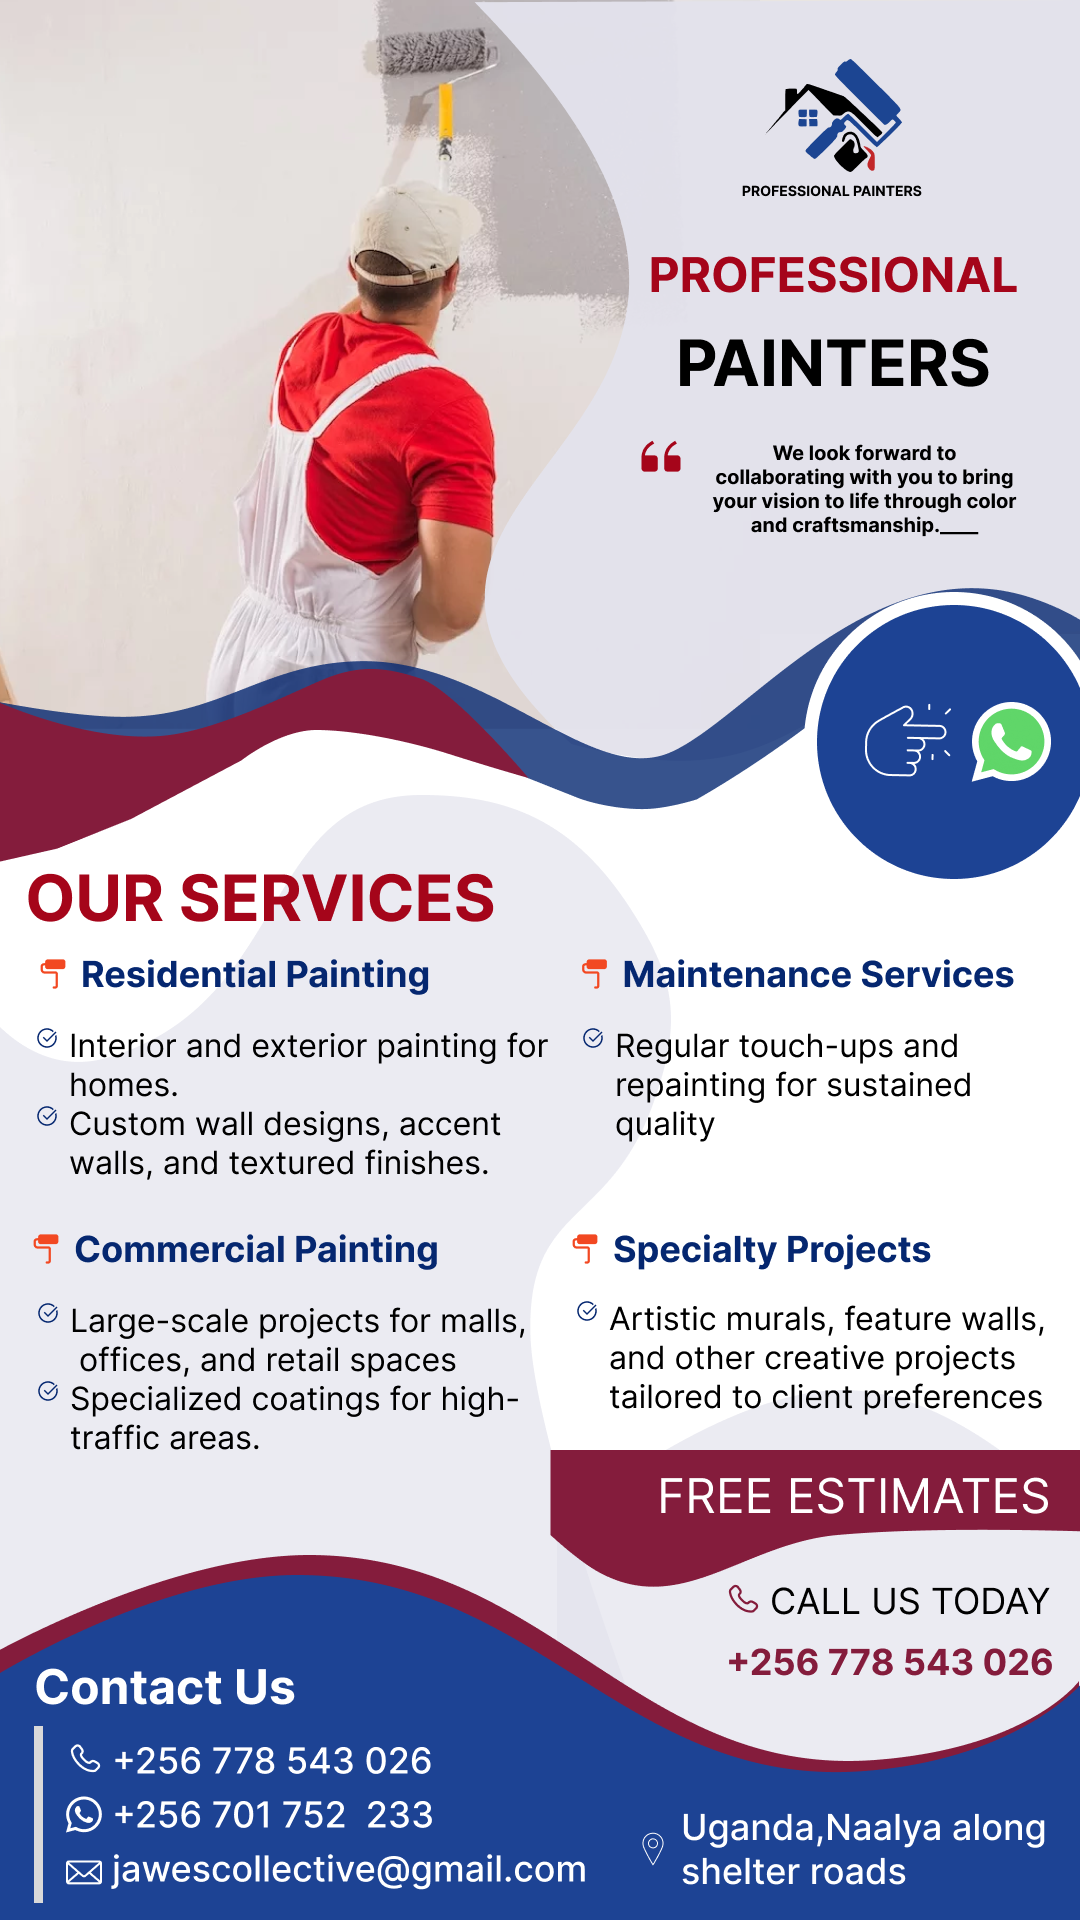 PROFESSIONAL PAINTERS
PROFESSIONAL
PAINTERS
We look forward to
collaborating with you to bring
your vision to life through color
and craftsmanship.____
OUR SERVICES
Residential Painting
Interior and exterior painting for
homes.
Custom wall designs, accent
walls, and textured finishes.
Maintenance Services
Regular touch-ups and
repainting for sustained
quality
Commercial Painting
Large-scale projects for malls,
offices, and retail spaces
Specialized coatings for high-
traffic areas.
Specialty Projects
Artistic murals, feature walls,
and other creative projects
tailored to client preferences
FREE ESTIMATES
CALL US TODAY
+256 778 543 026
Contact Us
+256 778 543 026
+256 701 752  233
jawescollective@gmail.com
Uganda,Naalya along
shelter roads